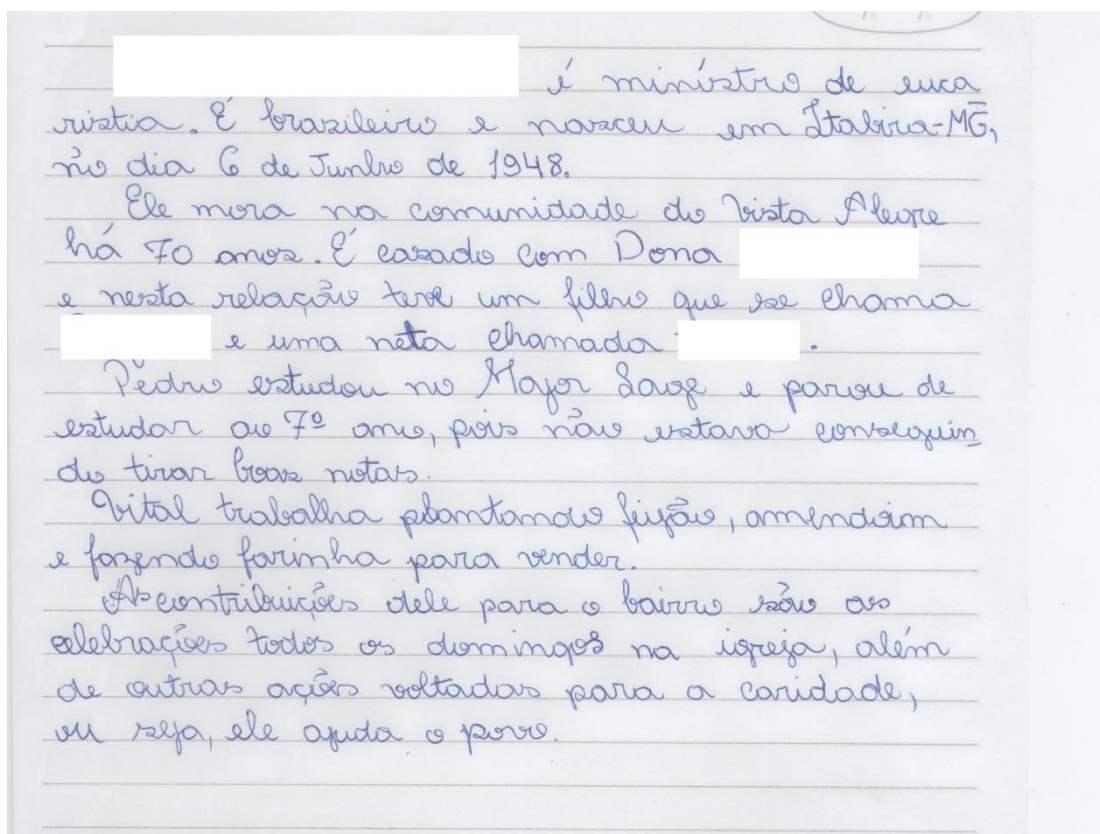 é ministro de euca
ristia. É brasileiro e nasceu em Itabira-MG,
no dia 6 de Junho de 1948.
Ele mora na comunidade do Vista Alegre
há 70 anos. É casado com Dona
e nesta relação teve um filho que se chama
e uma neta chamada .
Pedro estudou no Major Lage e parou de
estudar ao 7º ano, pois não estava conseguin
do tirar boas notas.
Vital trabalha plantando feijão, amendoim
e fazendo farinha para vender.
As contribuições dele para o bairro são as
celebrações todos os domingos na igreja, além
de outras ações voltadas para a caridade,
ou seja, ele ajuda o povo.